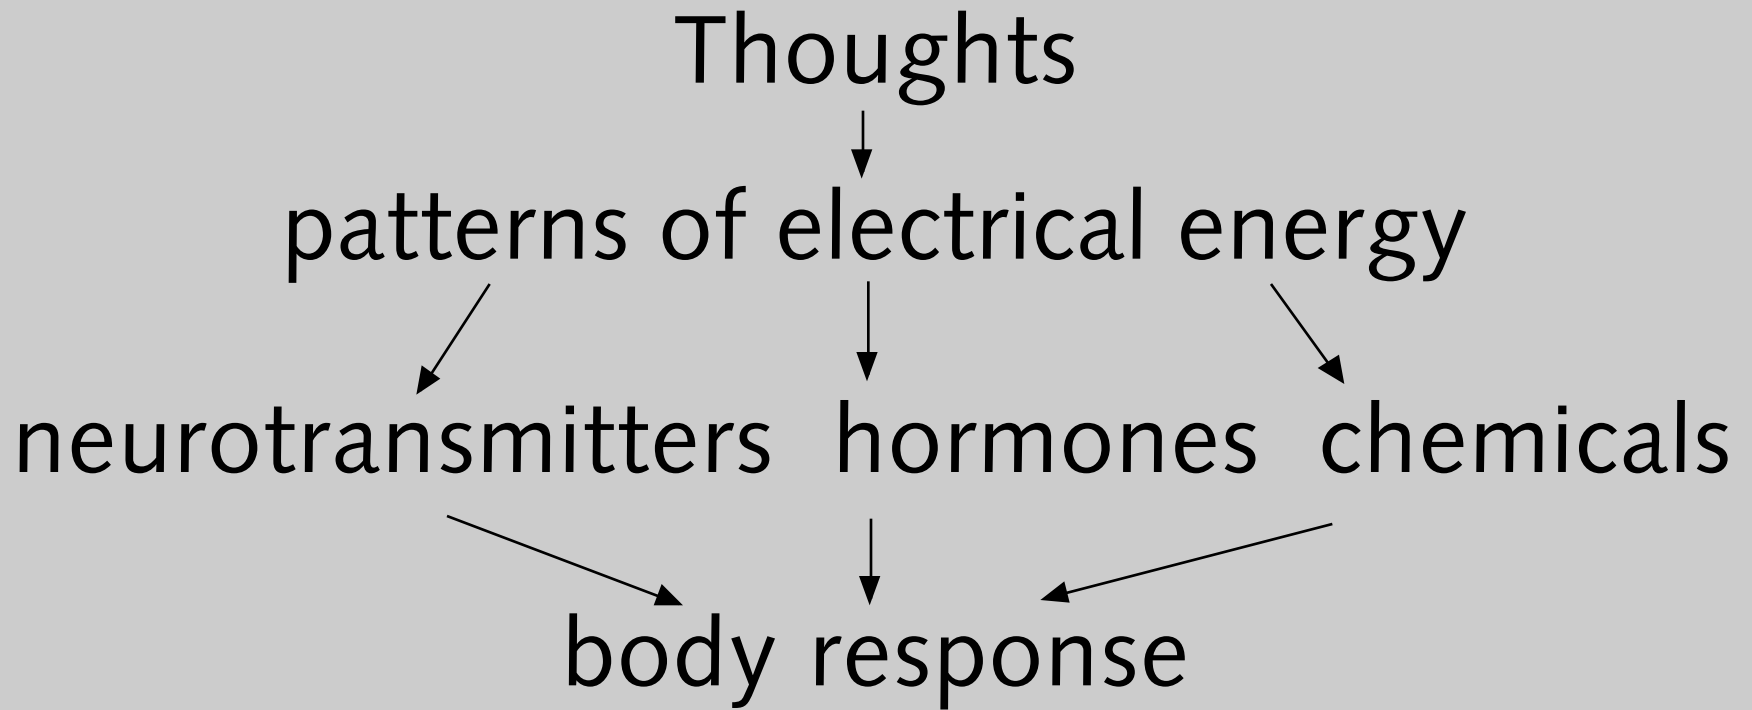 Thoughts
patterns of electrical energy
neurotransmitters hormones chemicals
body response